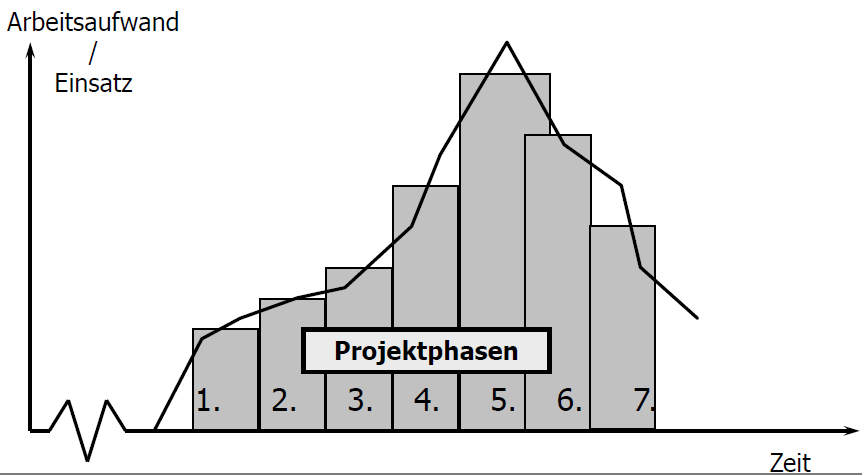 Arbeitsaufwand
/
Einsatz
Projektphasen
1. 2. 3. 4. 5. 6. 7.
Zeit